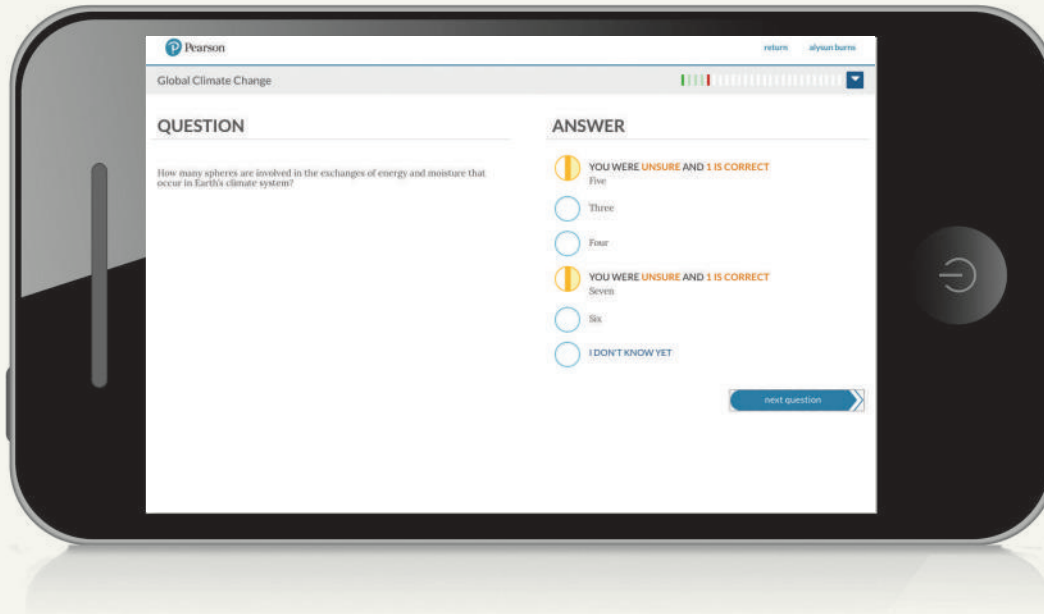 Pearson
return alysun burns
Global Climate Change
QUESTION
How many spheres are involved in the exchanges of energy and moisture that
occur in Earth's climate system?
ANSWER
YOU WERE UNSURE AND 1 IS CORRECT
Five
Three
Four
YOU WERE UNSURE AND 1 IS CORRECT
Seven
Six
I DON'T KNOW YET
next question